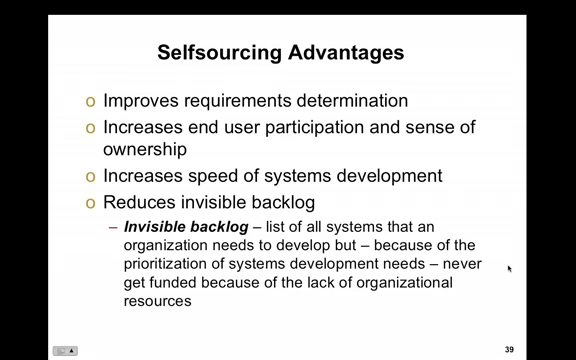 Selfsourcing Advantages
o Improves requirements determination
o Increases end user participation and sense of
ownership
o Increases speed of systems development
o Reduces invisible backlog
– Invisible backlog – list of all systems that an
organization needs to develop but – because of the
prioritization of systems development needs – never
get funded because of the lack of organizational
resources
39